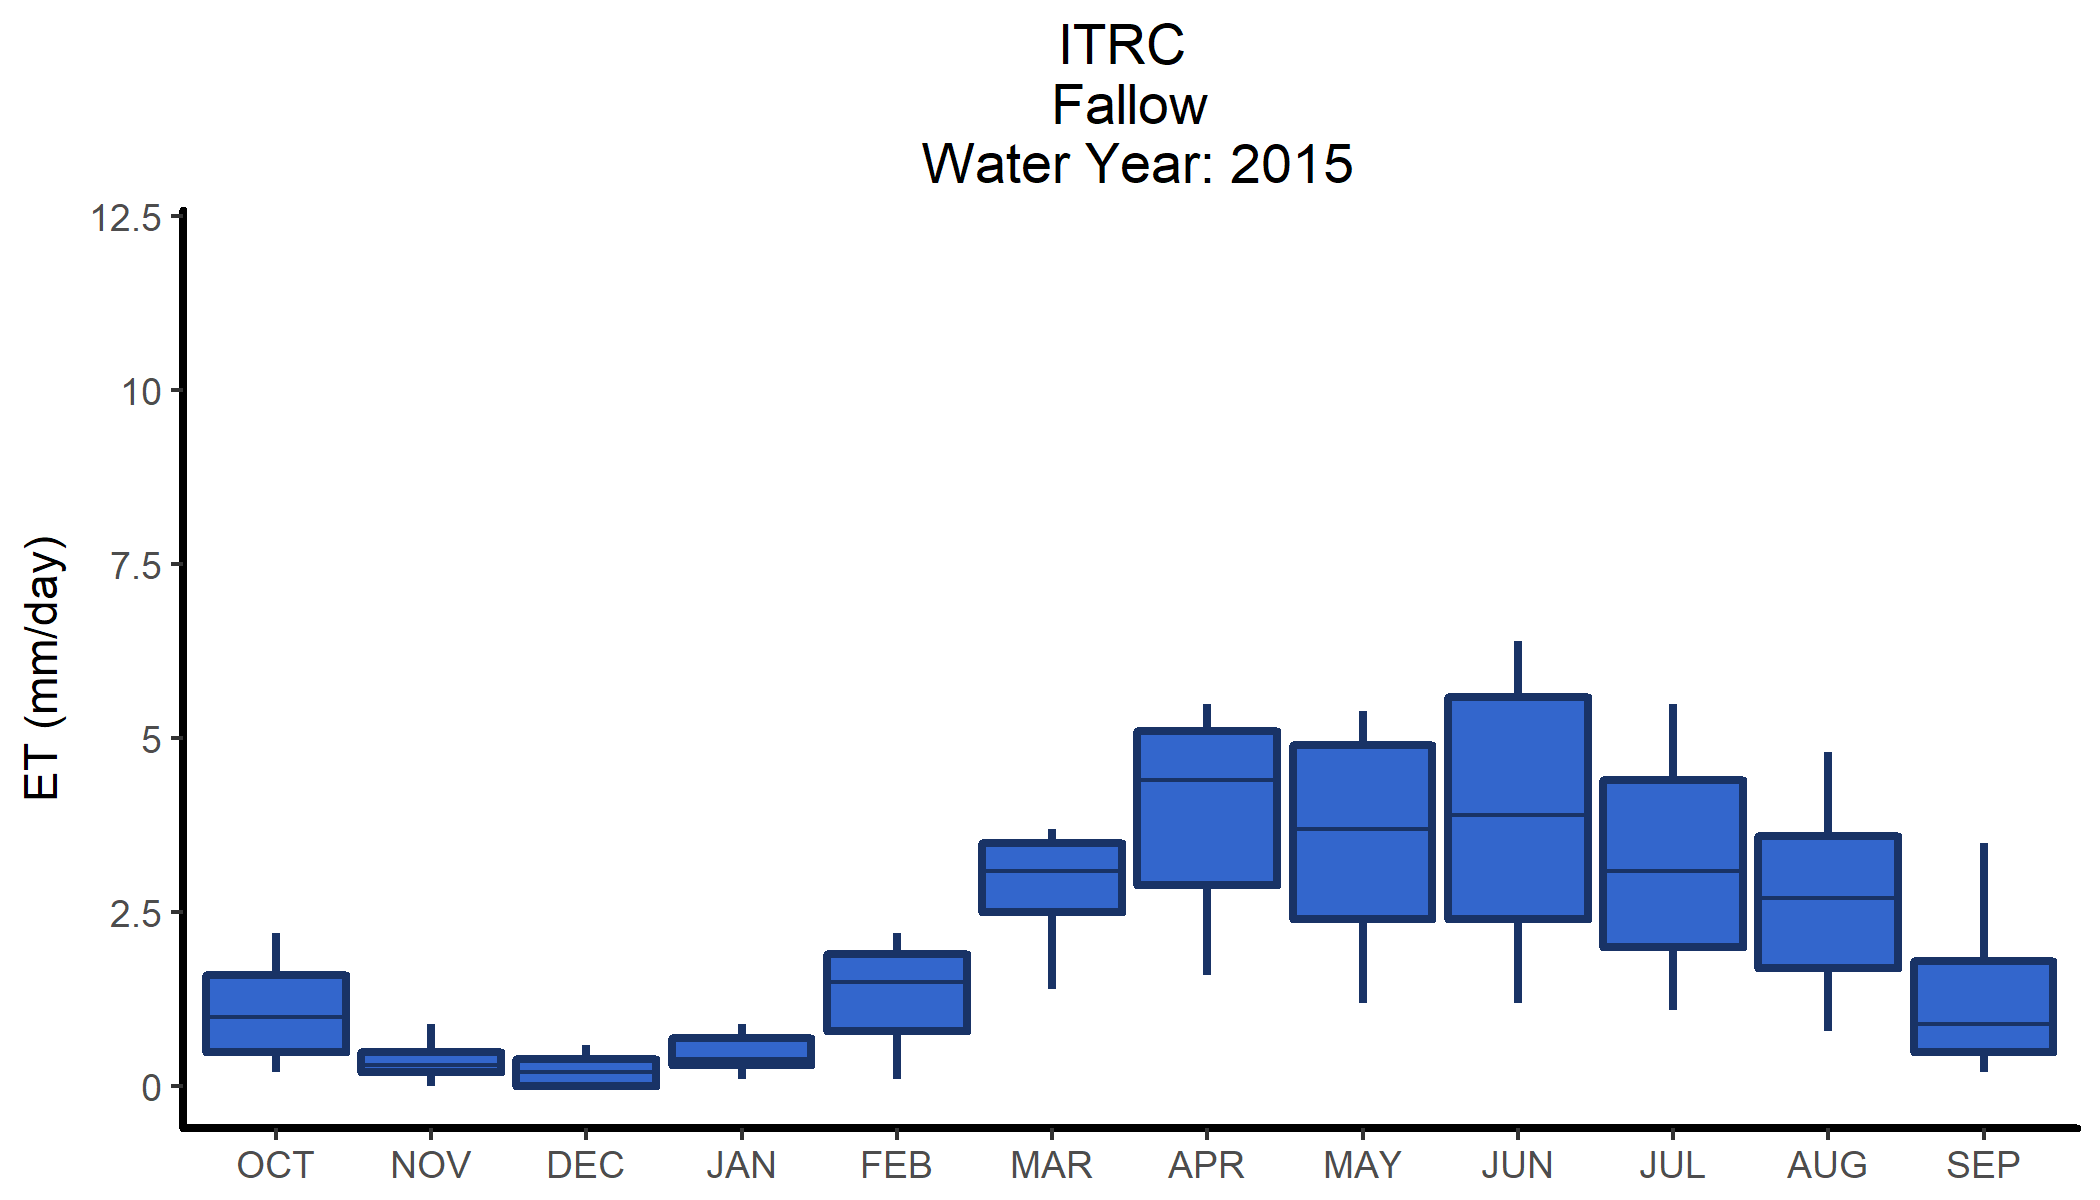 ITRC
Fallow
Water Year: 2015
12.5
10
7.5
5
2.5
0
ET (mm/day)
OCT NOV DEC JAN FEB MAR APR MAY JUN JUL AUG SEP